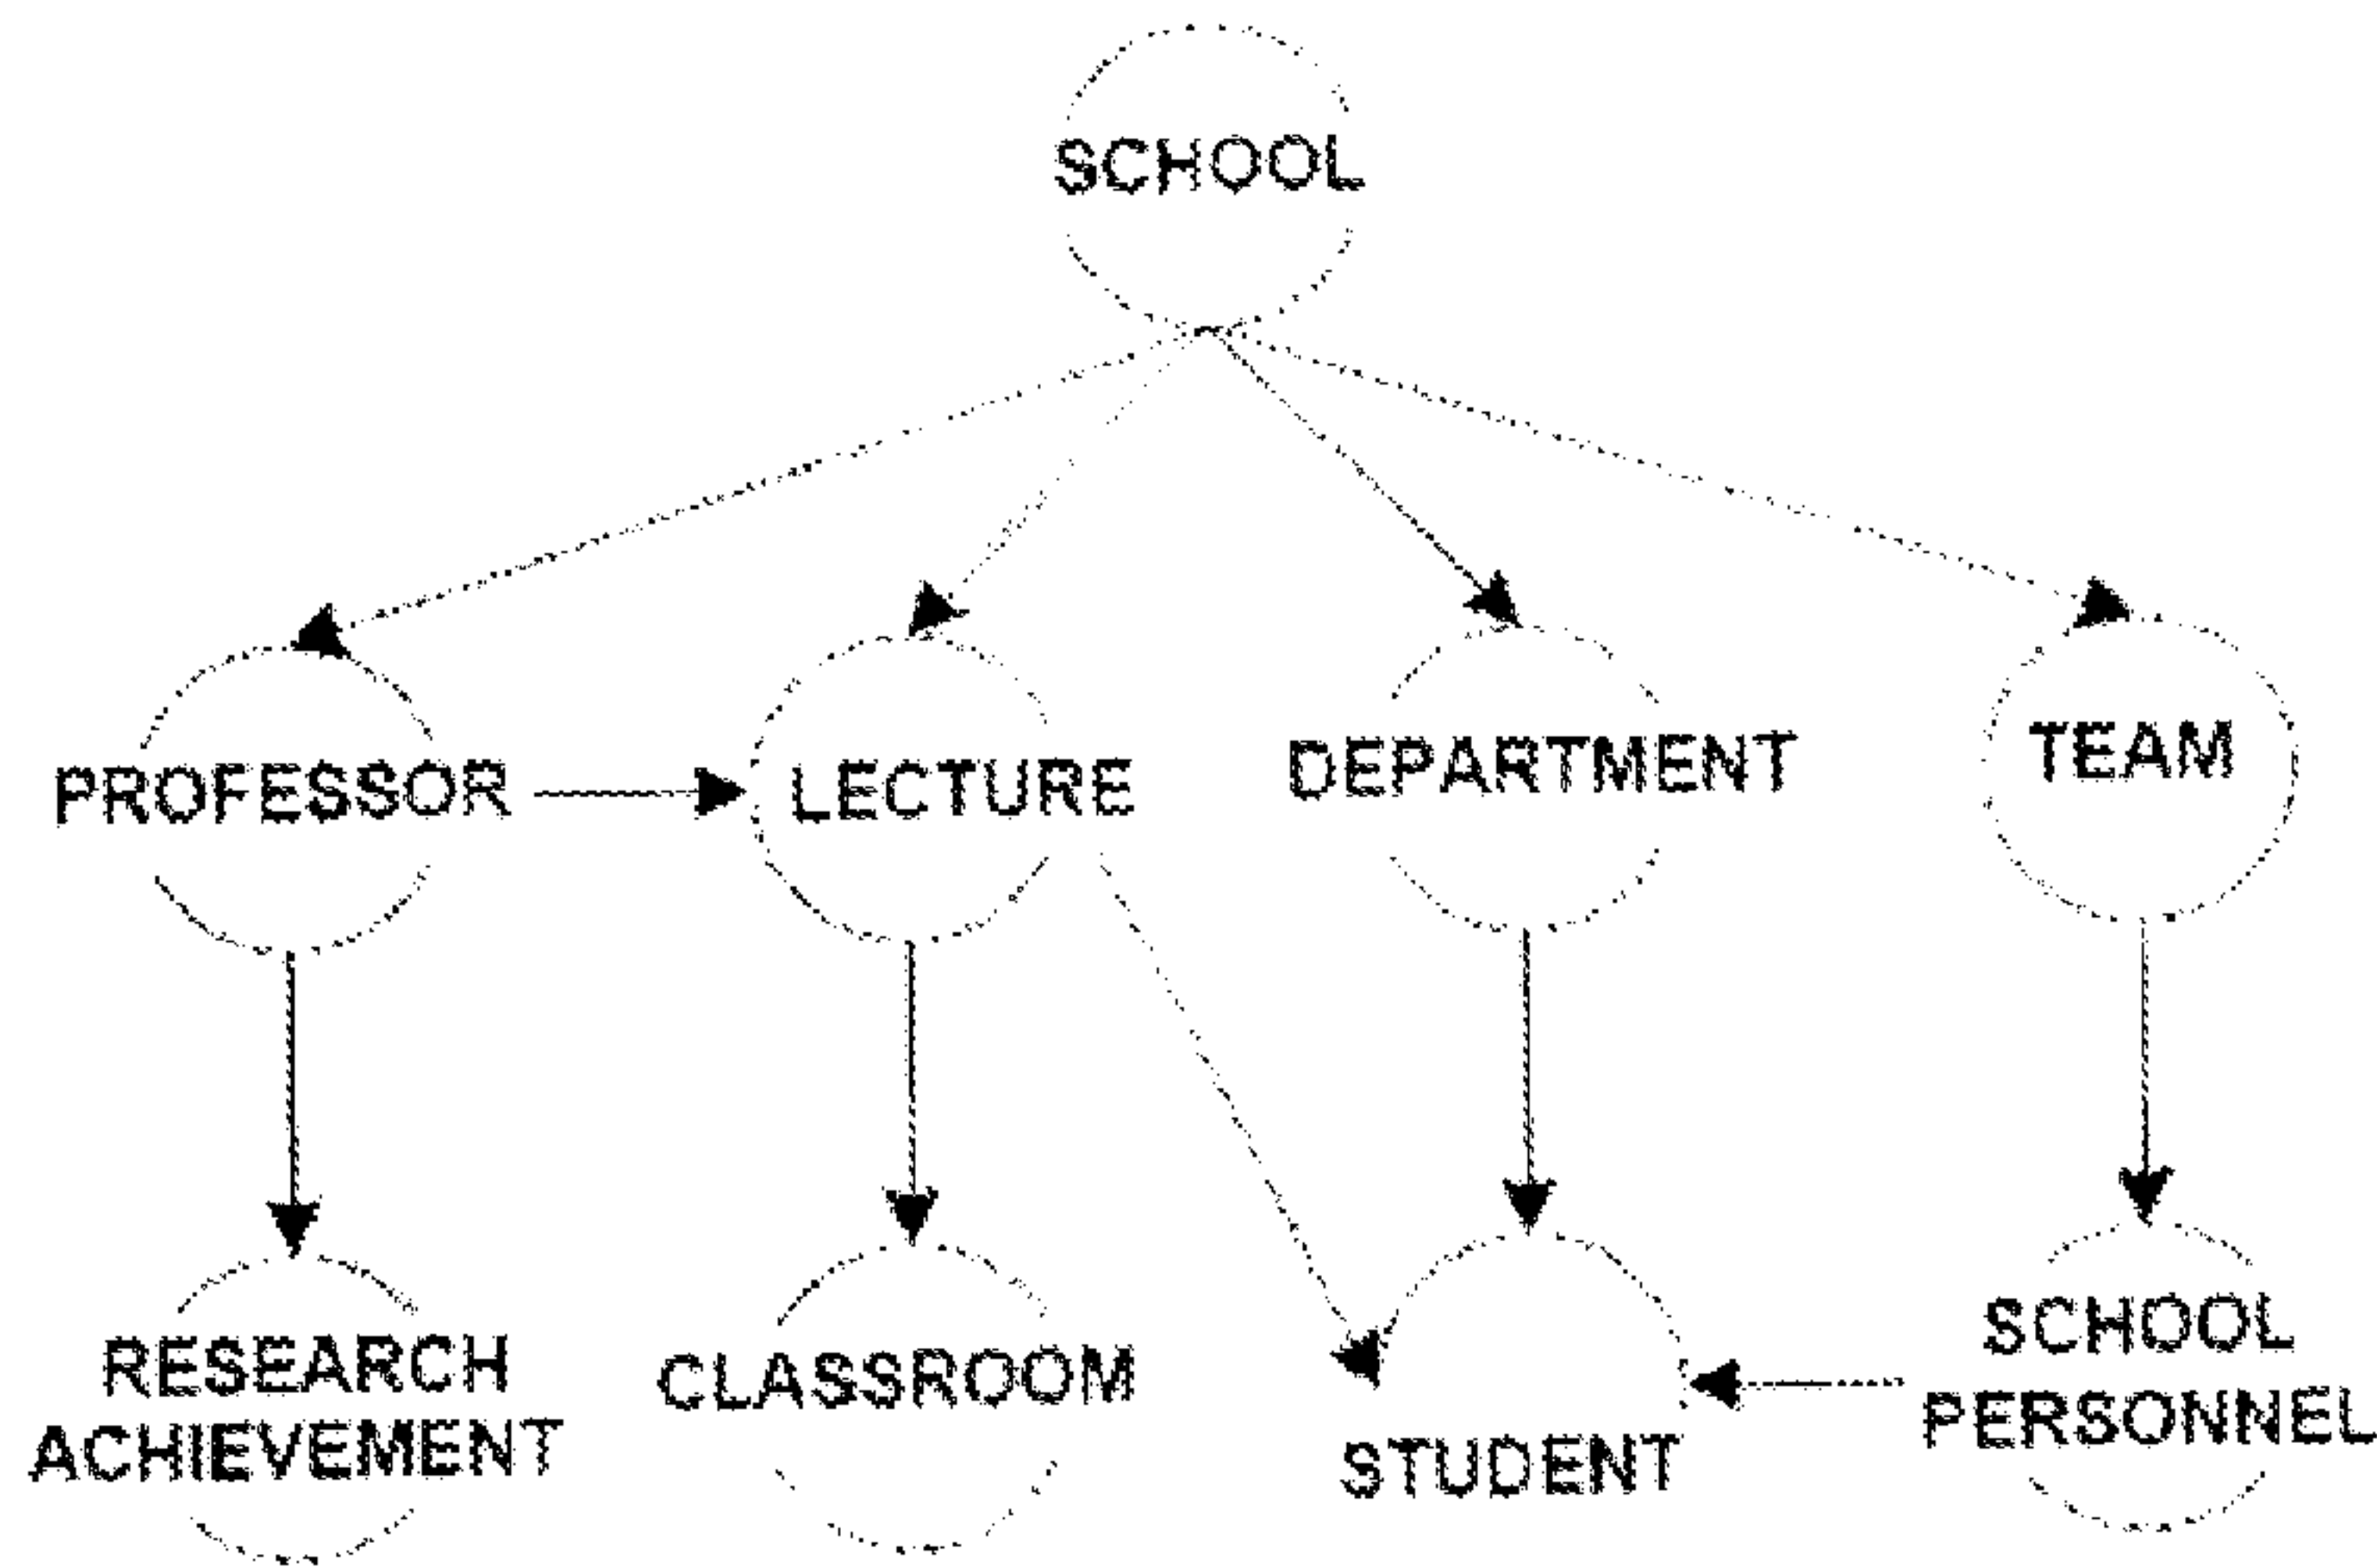 SCHOOL
PROFESSOR
LECTURE
DEPARTMENT
TEAM
RESEARCH
ACHIEVEMENT
CLASSROOM
STUDENT
SCHOOL
PERSONNEL